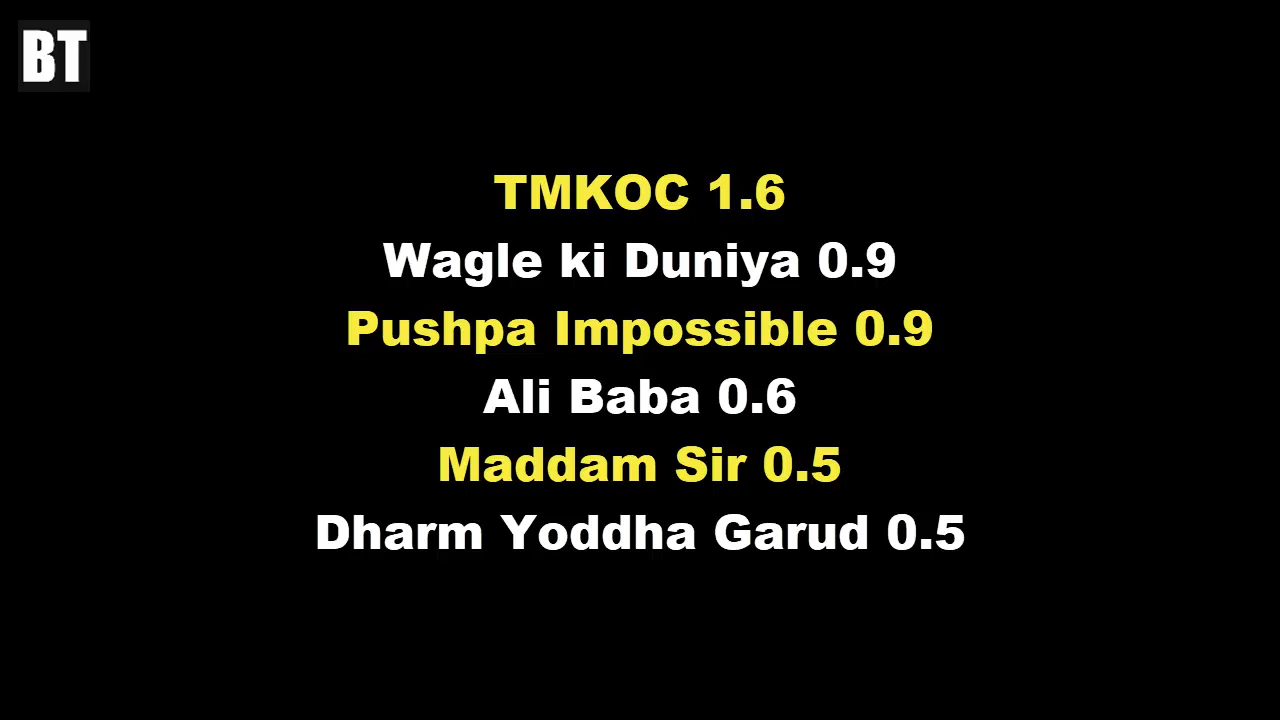 BT
TMKOC 1.6
Wagle ki Duniya 0.9
Pushpa Impossible 0.9
Ali Baba 0.6
Maddam Sir 0.5
Dharm Yoddha Garud 0.5